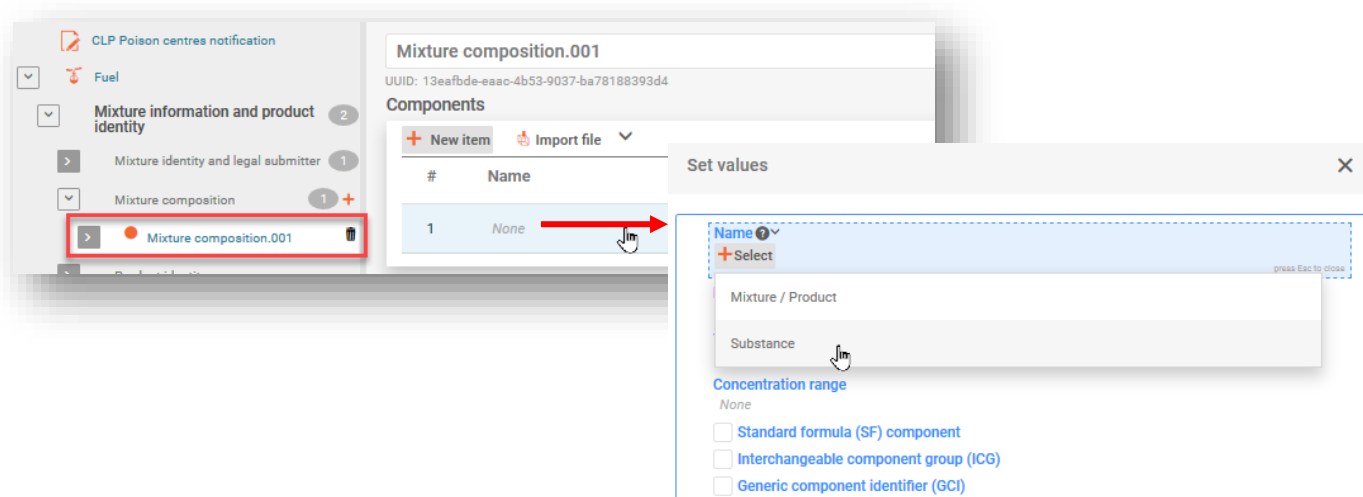 CLP Poison centres notification
Fuel
Mixture information and product
identity
2
Mixture identity and legal submitter
1
Mixture composition
1
Mixture composition.001
Mixture composition.001
UUID: 13eafbde-eaac-4b53-9037-ba78188393d4
Components
New item
Import file
#
Name
1
None
Set values
Name
Select
press Esc to close
Mixture / Product
Substance
Concentration range
None
Standard formula (SF) component
Interchangeable component group (ICG)
Generic component identifier (GCI)